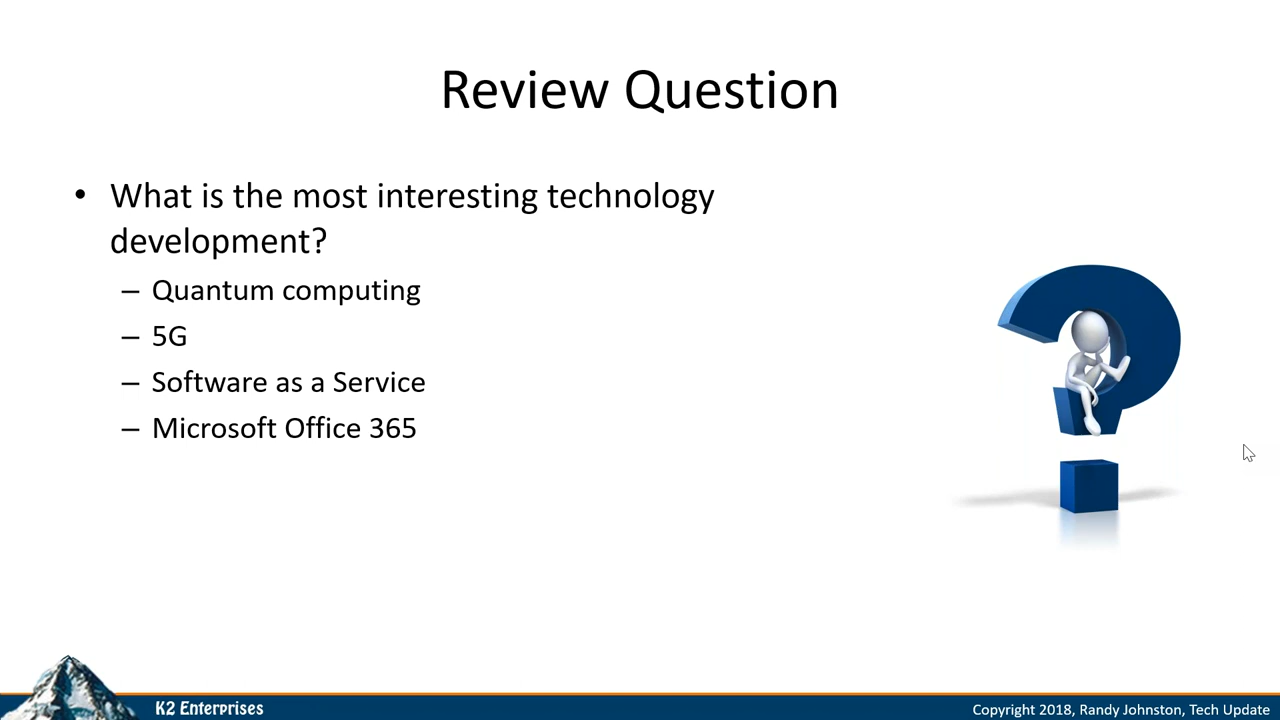 Review Question
• What is the most interesting technology
development?
– Quantum computing
– 5G
– Software as a Service
– Microsoft Office 365
K2 Enterprises
Copyright 2018, Randy Johnston, Tech Update